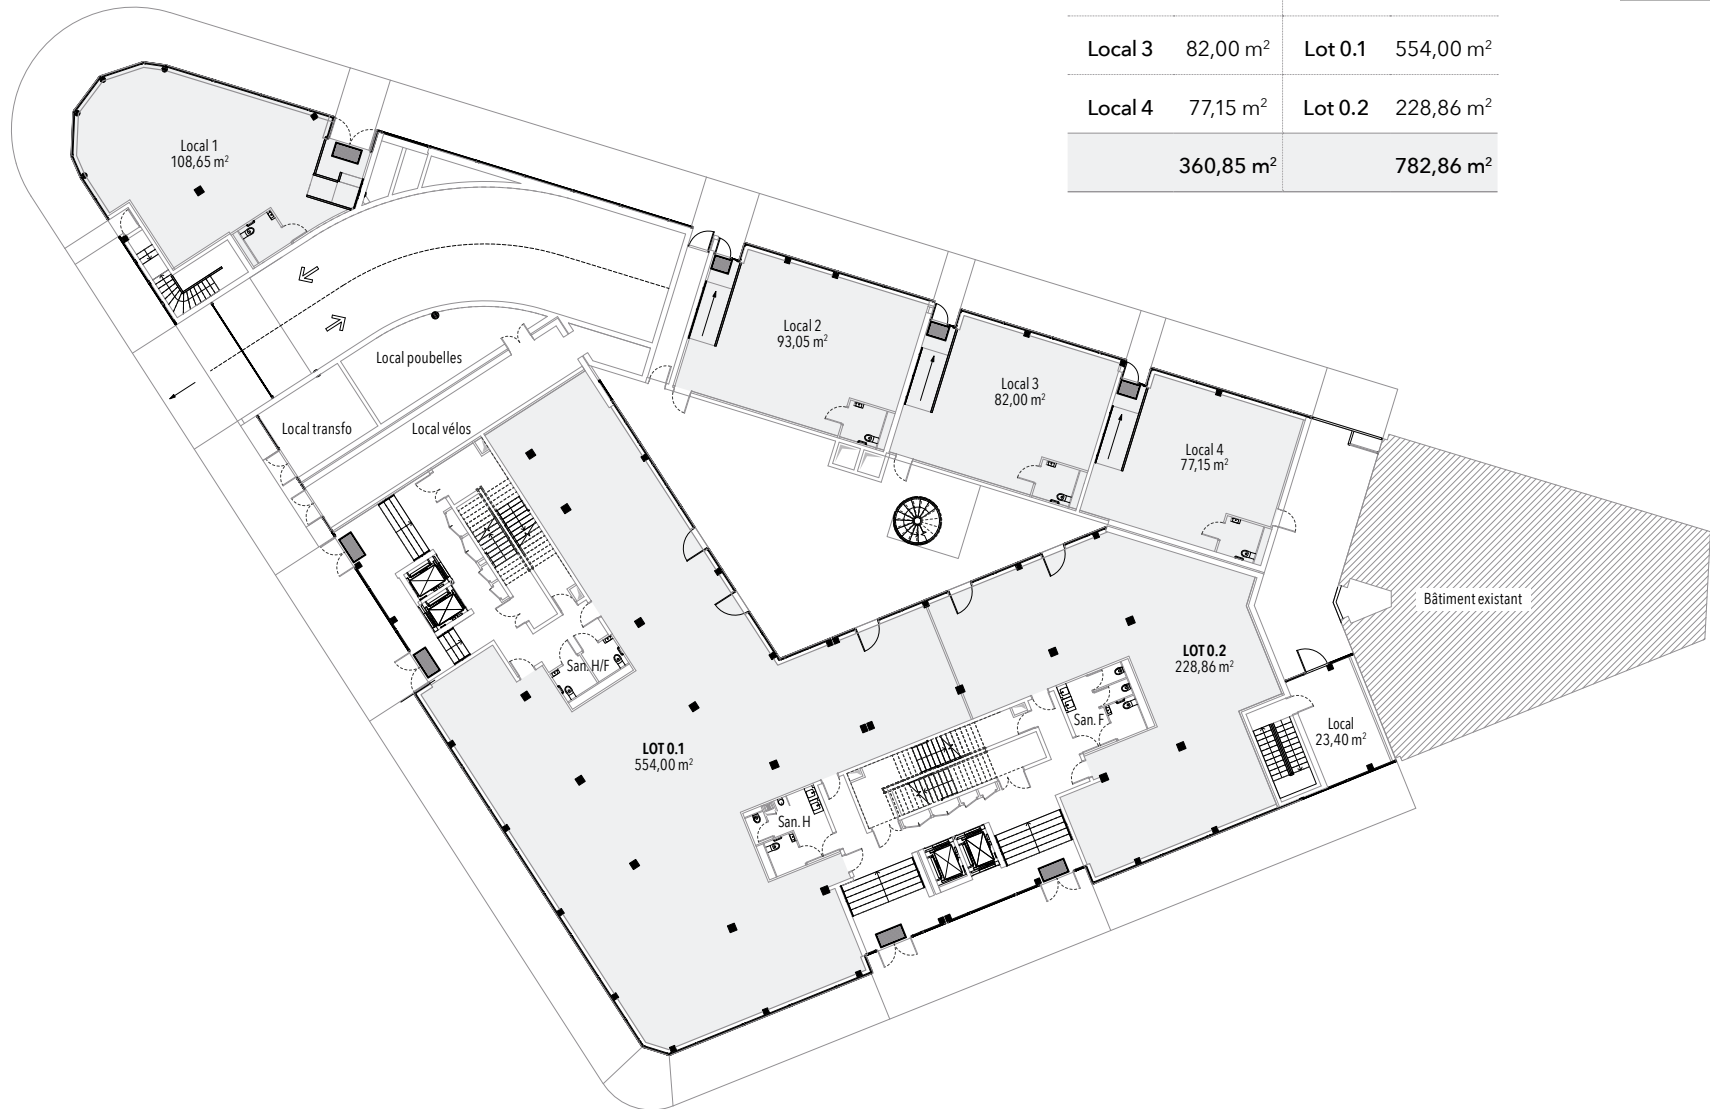 Local 3 82,00 m² Lot 0.1 554,00 m²
Local 4 77,15 m² Lot 0.2 228,86 m²
360,85 m² 782,86 m²
Local 1
108,65 m²
Local 2
93,05 m²
Local poubelles
Local 3
82,00 m²
Local transfo
Local vélos
Local 4
77,15 m²
Bâtiment existant
San. H/F
LOT 0.2
228,86 m²
San. F
Local
23,40 m²
LOT 0.1
554,00 m²
San. H